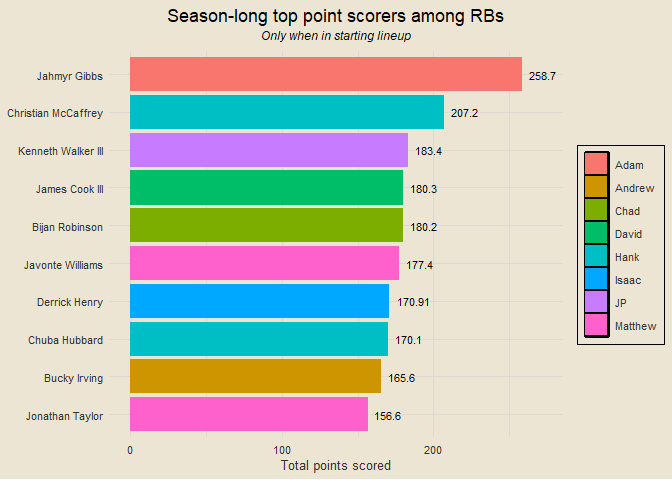 Season-long top point scorers among RBs
Only when in starting lineup
Jahmyr Gibbs 258.7
Christian McCaffrey 207.2
Kenneth Walker III 183.4
James Cook III 180.3
Bijan Robinson 180.2
Javonte Williams 177.4
Derrick Henry 170.91
Chuba Hubbard 170.1
Bucky Irving 165.6
Jonathan Taylor 156.6
0 100 200
Total points scored
Adam
Andrew
Chad
David
Hank
Isaac
JP
Matthew